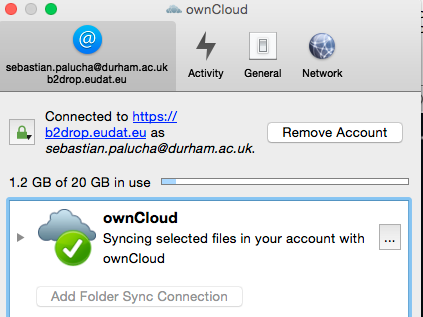 ownCloud
sebastian.palucha@durham.ac.uk
b2drop.eudat.eu
Activity
General
Network
Connected to https://
b2drop.eudat.eu as
sebastian.palucha@durham.ac.uk.
Remove Account
1.2 GB of 20 GB in use
ownCloud
Syncing selected files in your account with
ownCloud
...
Add Folder Sync Connection